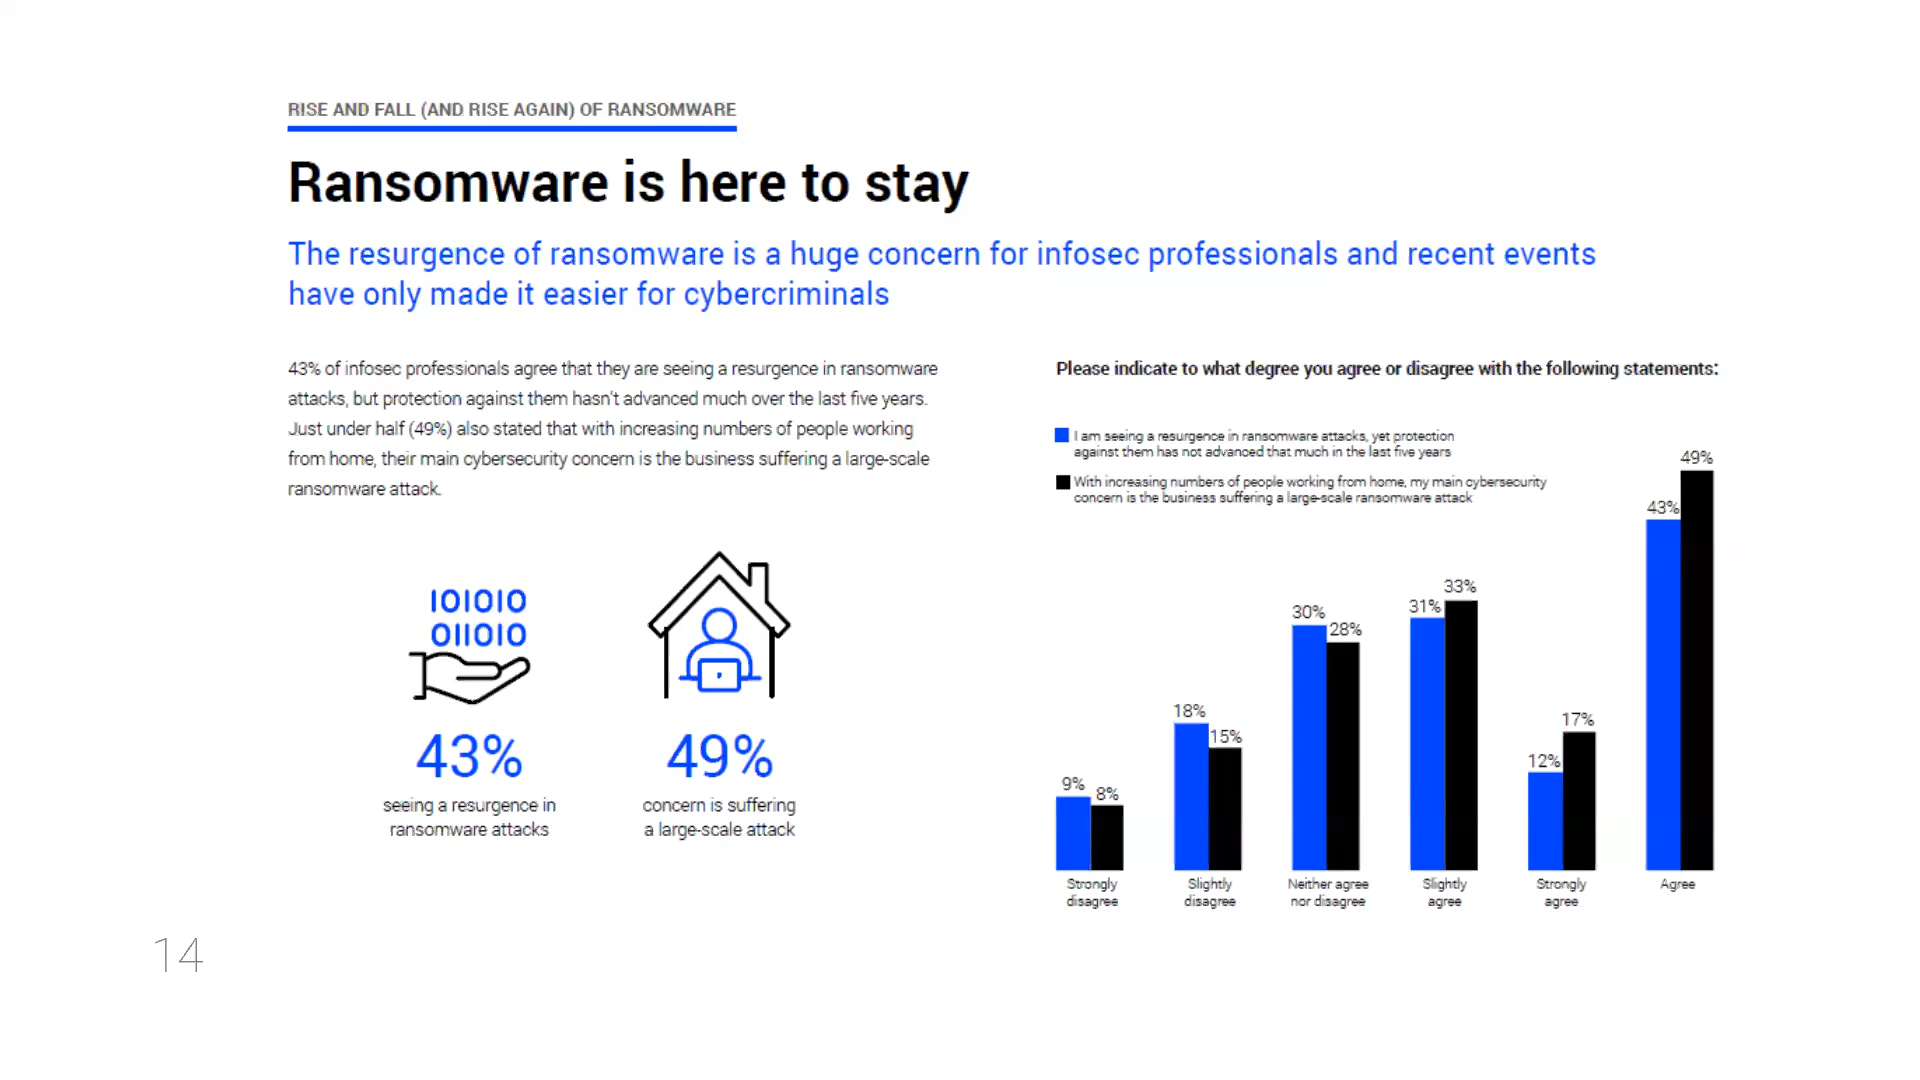 RISE AND FALL (AND RISE AGAIN) OF RANSOMWARE
Ransomware is here to stay
The resurgence of ransomware is a huge concern for infosec professionals and recent events
have only made it easier for cybercriminals
43% of infosec professionals agree that they are seeing a resurgence in ransomware
attacks, but protection against them hasn't advanced much over the last five years.
Just under half (49%) also stated that with increasing numbers of people working
from home, their main cybersecurity concern is the business suffering a large-scale
ransomware attack.
101010
011010
43%
seeing a resurgence in
ransomware attacks
49%
concern is suffering
a large-scale attack
Please indicate to what degree you agree or disagree with the following statements:
I am seeing a resurgence in ransomware attacks, yet protection
against them has not advanced that much in the last five years
With increasing numbers of people working from home, my main cybersecurity
concern is the business suffering a large-scale ransomware attack
9%
8%
18%
15%
30%
28%
31%
33%
12%
17%
43%
49%
Strongly
disagree
Slightly
disagree
Neither agree
nor disagree
Slightly
agree
Strongly
agree
Agree
14